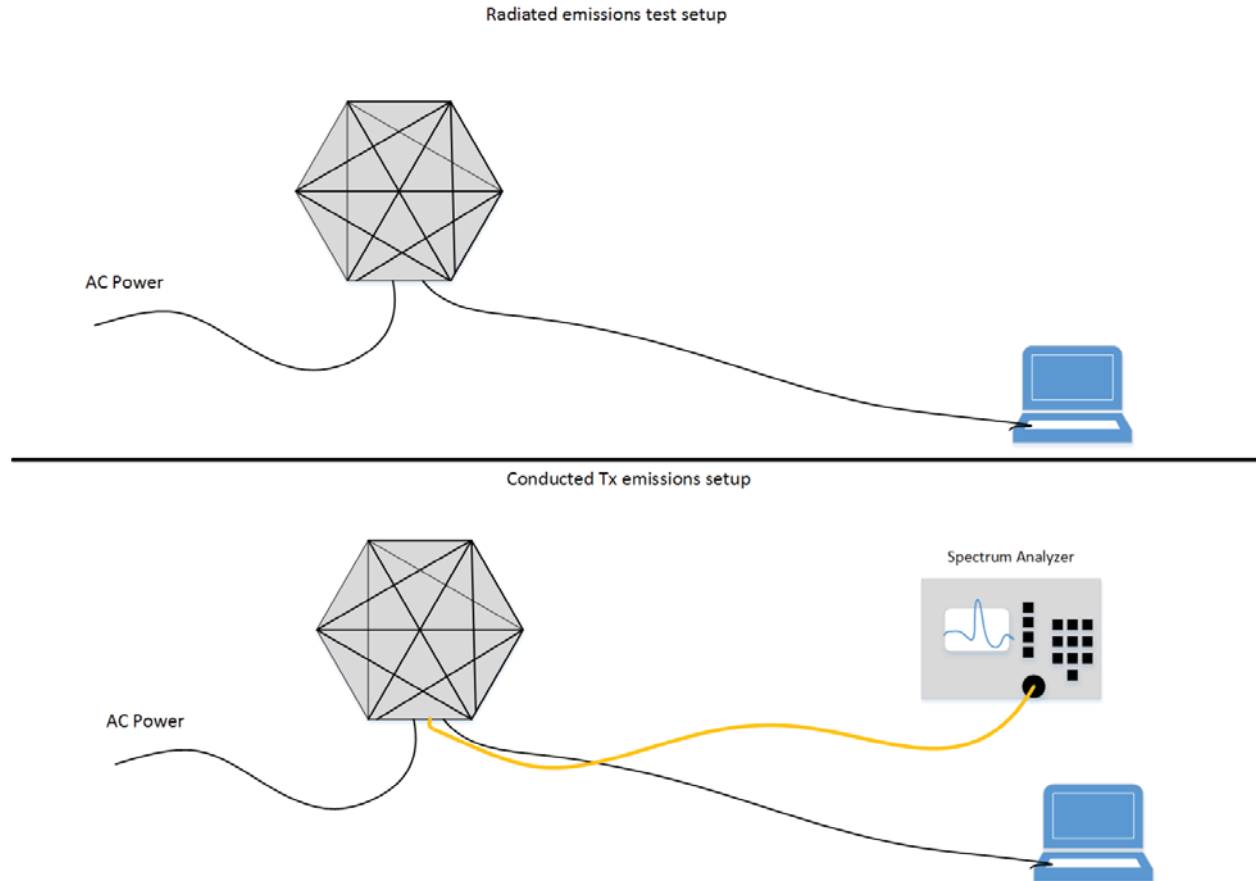 Radiated emissions test setup
AC Power
Conducted Tx emissions setup
Spectrum Analyzer
AC Power